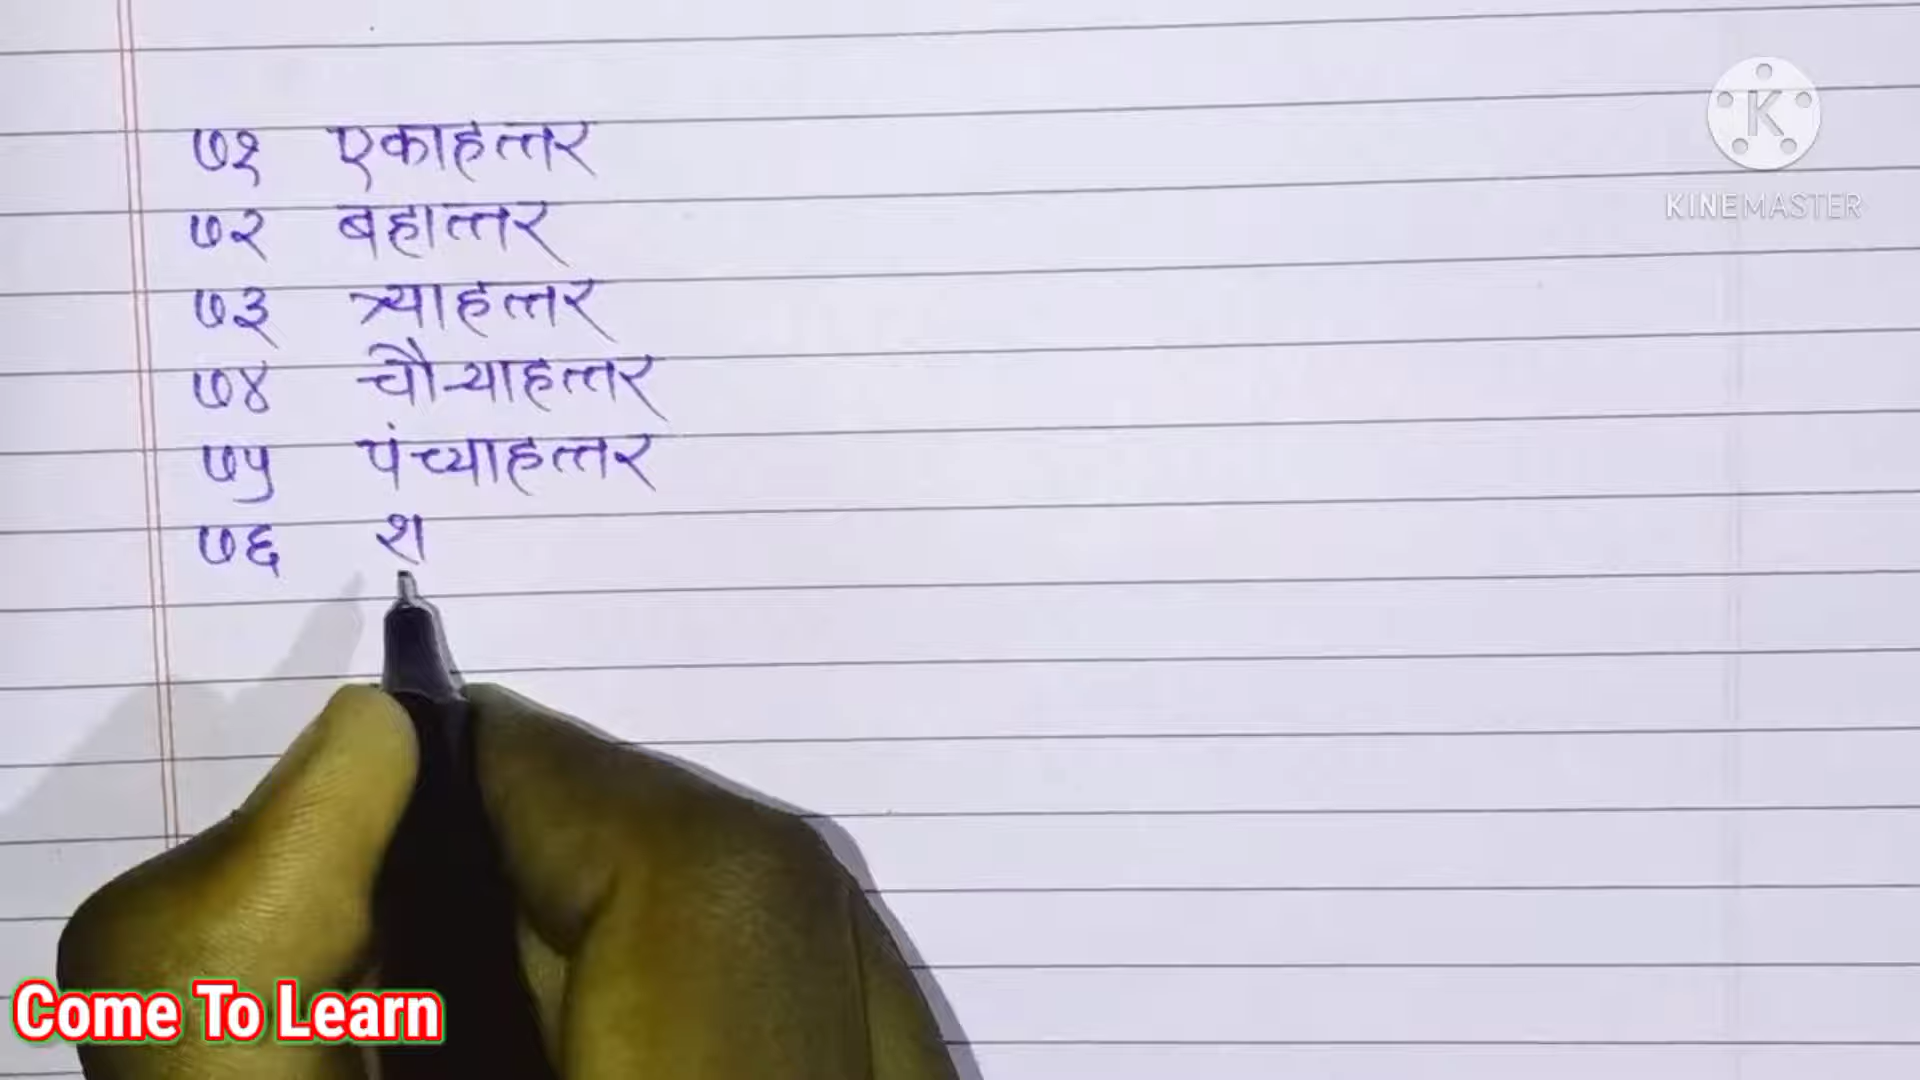 ७१ एकाहत्तर
७२ बहात्तर
७३ त्र्याहत्तर
७४ चौऱ्याहत्तर
७५ पंच्याहत्तर
७६ श
KINEMASTER
Come To Learn